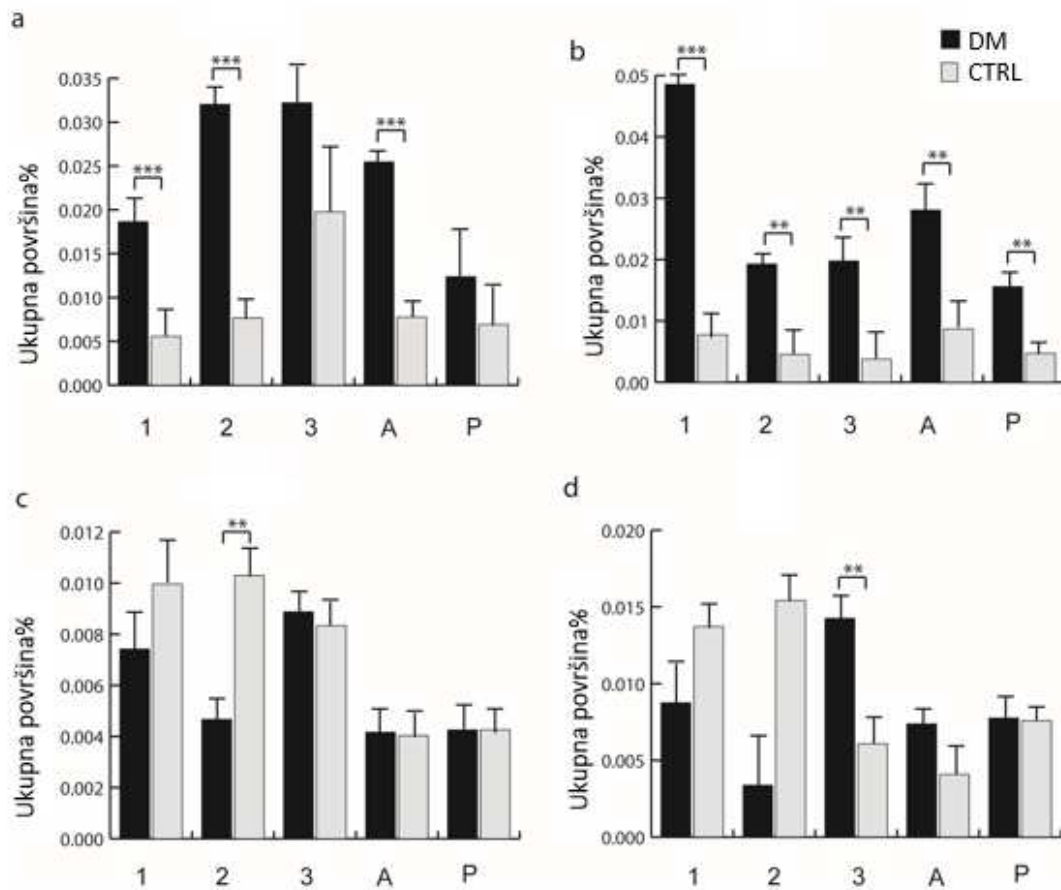 a
***
***
***
0.035
0.030
0.025
0.020
0.015
0.010
0.005
0.000
Ukupna površina%
1 2 3 A P
b
DM
CTRL
***
**
**
**
**
0.05
0.04
0.03
0.02
0.01
0.00
Ukupna površina%
1 2 3 A P
c
**
0.012
0.010
0.008
0.006
0.004
0.002
0.000
Ukupna površina%
1 2 3 A P
d
**
0.020
0.015
0.010
0.005
0.000
Ukupna površina%
1 2 3 A P